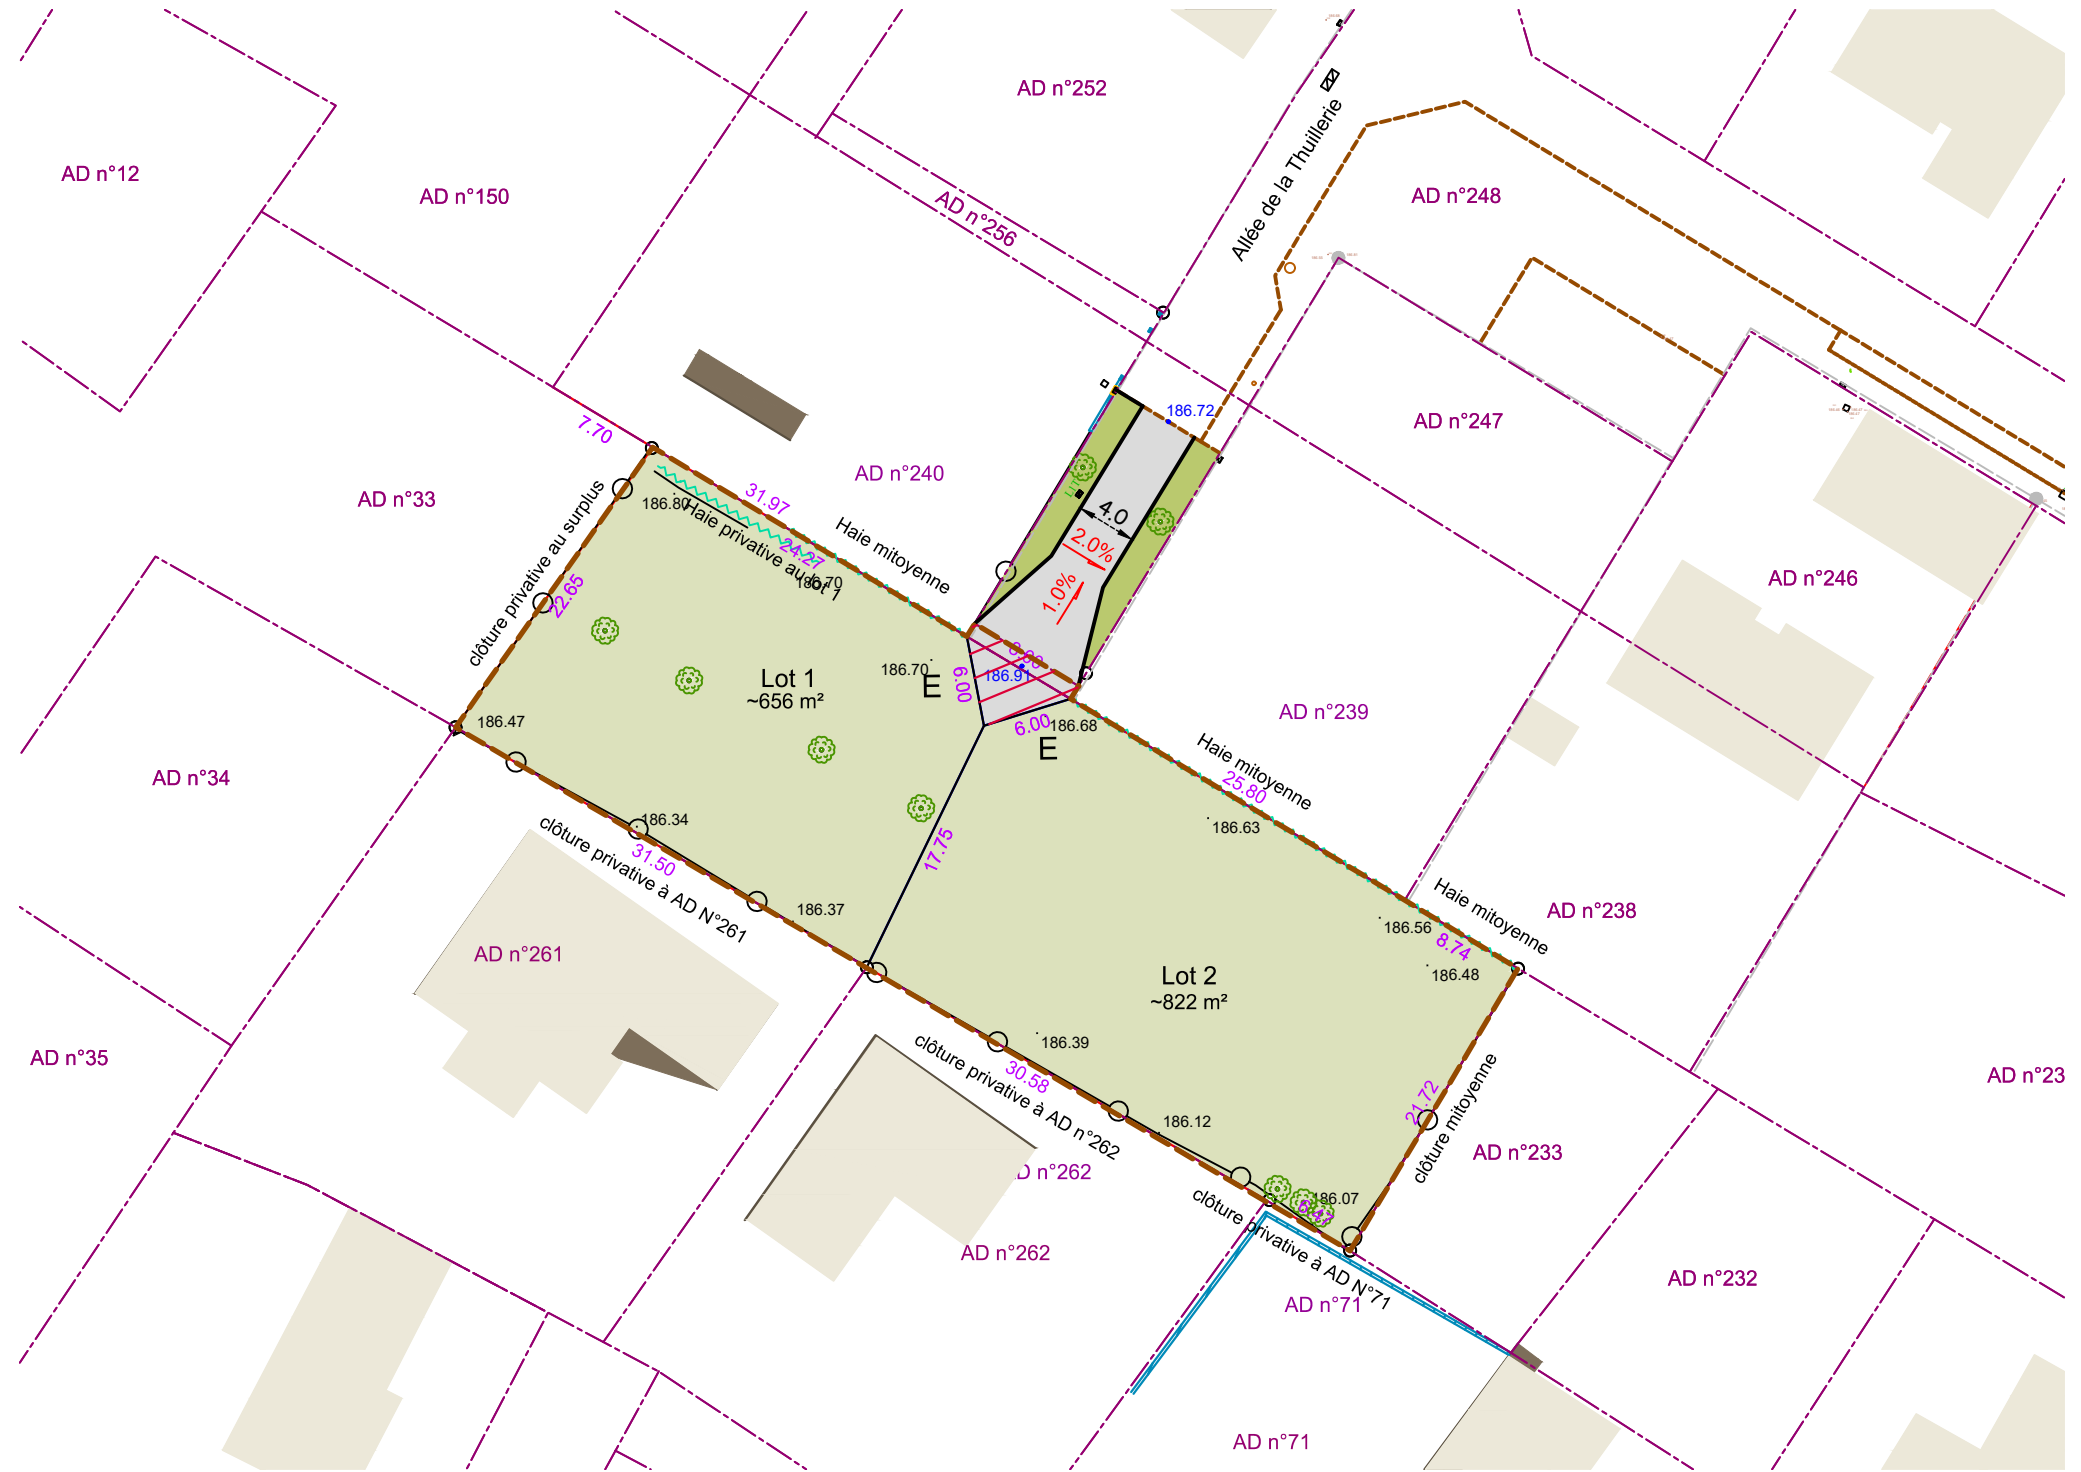 AD n°252
Allée de la Thuillerie
AD n°12
AD n°150
AD n°256
AD n°248
186.72
7.70
AD n°247
AD n°240
AD n°33
31.97
186.80
Haie privative au lot 1
Haie mitoyenne
24.27
186.70
4.0
2.0%
1.0%
clôture privative au surplus
22.65
AD n°246
Lot 1
~656 m²
186.70
E
6.00
186.91
6.00
186.68
E
AD n°239
186.47
AD n°34
Haie mitoyenne
25.80
186.34
31.50
clôture privative à AD N°261
17.75
186.63
186.37
AD n°261
Haie mitoyenne
186.56
8.74
186.48
AD n°238
Lot 2
~822 m²
AD n°35
186.39
30.58
clôture privative à AD n°262
186.12
AD n°23
21.72
clôture mitoyenne
AD n°233
D n°262
186.07
6.47
clôture privative à AD N°71
AD n°262
AD n°71
AD n°232
AD n°71